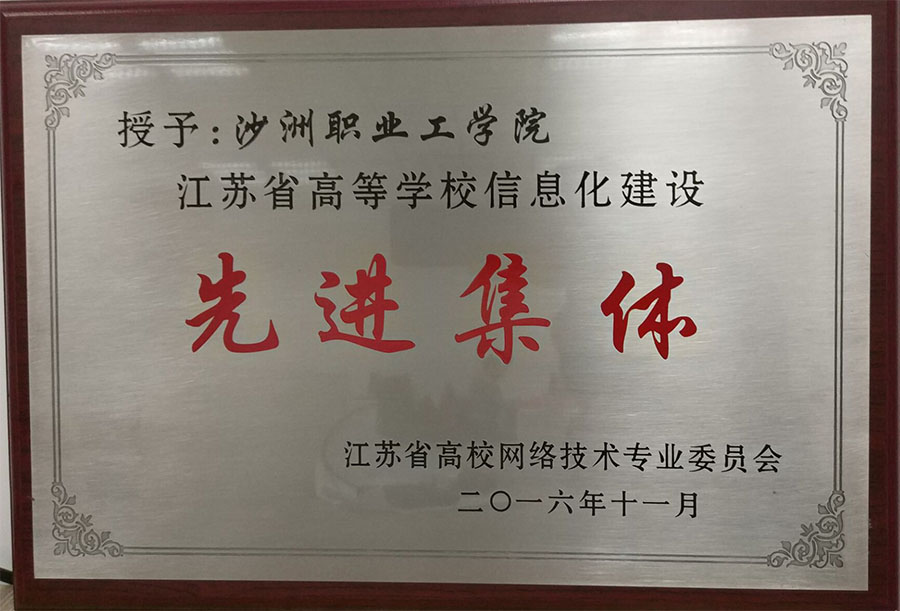 授予:沙洲职业工学院
江苏省高等学校信息化建设
先进集体
江苏省高校网络技术专业委员会
二〇一六年十一月